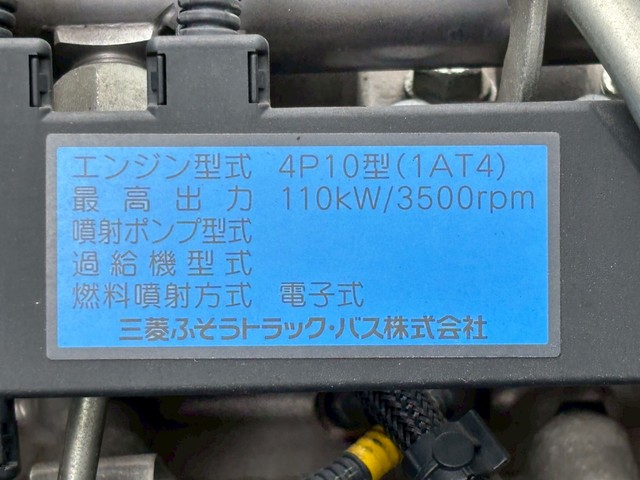 エンジン型式 4P10型(1AT4)
最高出力 110kW/3500rpm
噴射ポンプ型式
過給機型式
燃料噴射方式 電子式
三菱ふそうトラック・バス株式会社